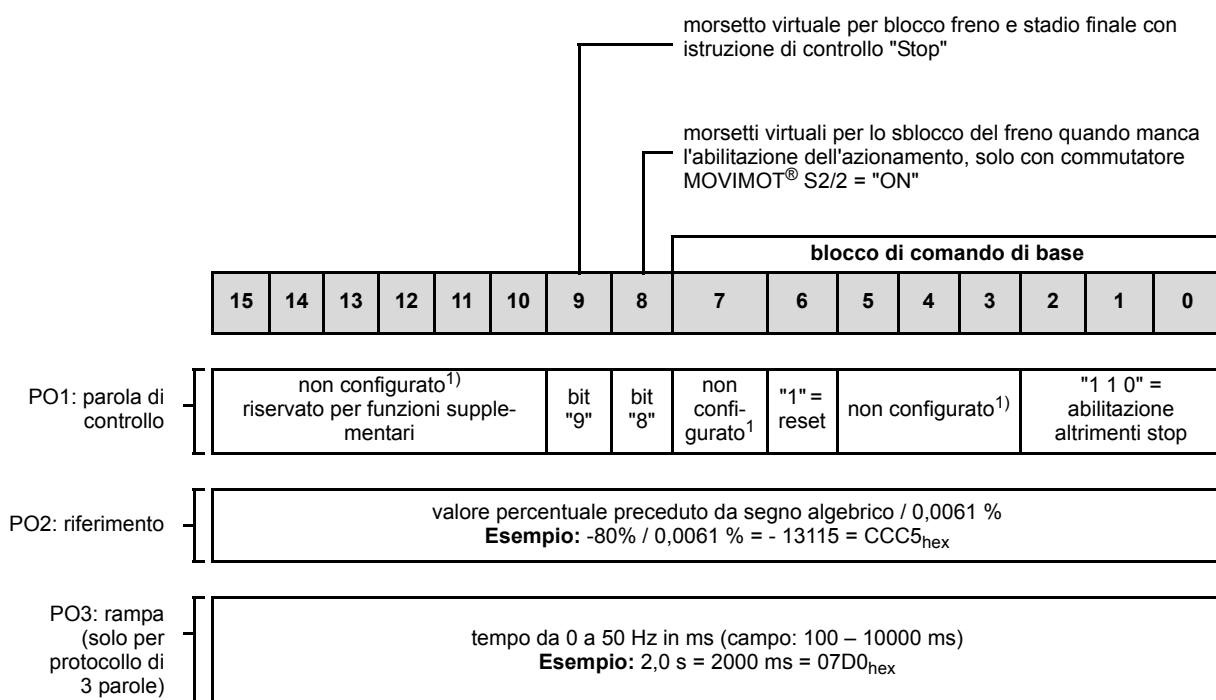 morsetto virtuale per blocco freno e stadio finale con
istruzione di controllo "Stop"
morsetti virtuali per lo sblocco del freno quando manca
l'abilitazione dell'azionamento, solo con commutatore
MOVIMOT® S2/2 = "ON"
blocco di comando di base
15 14 13 12 11 10 9 8 7 6 5 4 3 2 1 0
PO1: parola di
controllo
non configurato1)
riservato per funzioni supple-
mentari
bit
"9"
bit
"8"
non
confi-
gurato1
"1" =
reset
non configurato1)
"1 1 0" =
abilitazione
altrimenti stop
PO2: riferimento
valore percentuale preceduto da segno algebrico / 0,0061 %
Esempio: -80% / 0,0061 % = - 13115 = CCC5hex
PO3: rampa
(solo per
protocollo di
3 parole)
tempo da 0 a 50 Hz in ms (campo: 100 – 10000 ms)
Esempio: 2,0 s = 2000 ms = 07D0hex